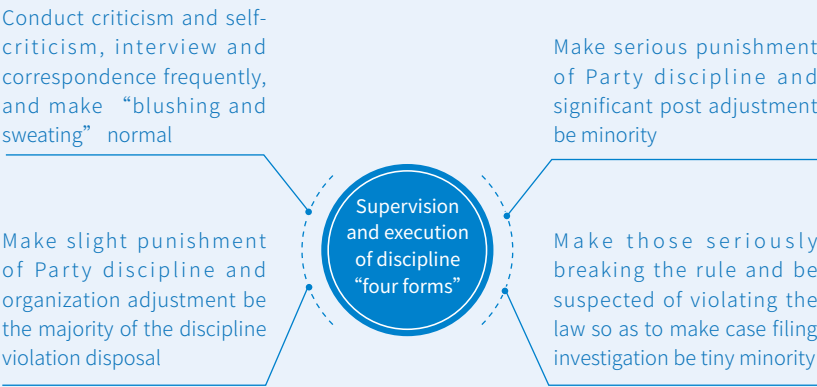 Conduct criticism and self-
criticism, interview and
correspondence frequently,
and make “blushing and
sweating” normal
Make slight punishment
of Party discipline and
organization adjustment be
the majority of the discipline
violation disposal
Supervision
and execution
of discipline
“four forms”
Make serious punishment
of Party discipline and
significant post adjustment
be minority
Make those seriously
breaking the rule and be
suspected of violating the
law so as to make case filing
investigation be tiny minority